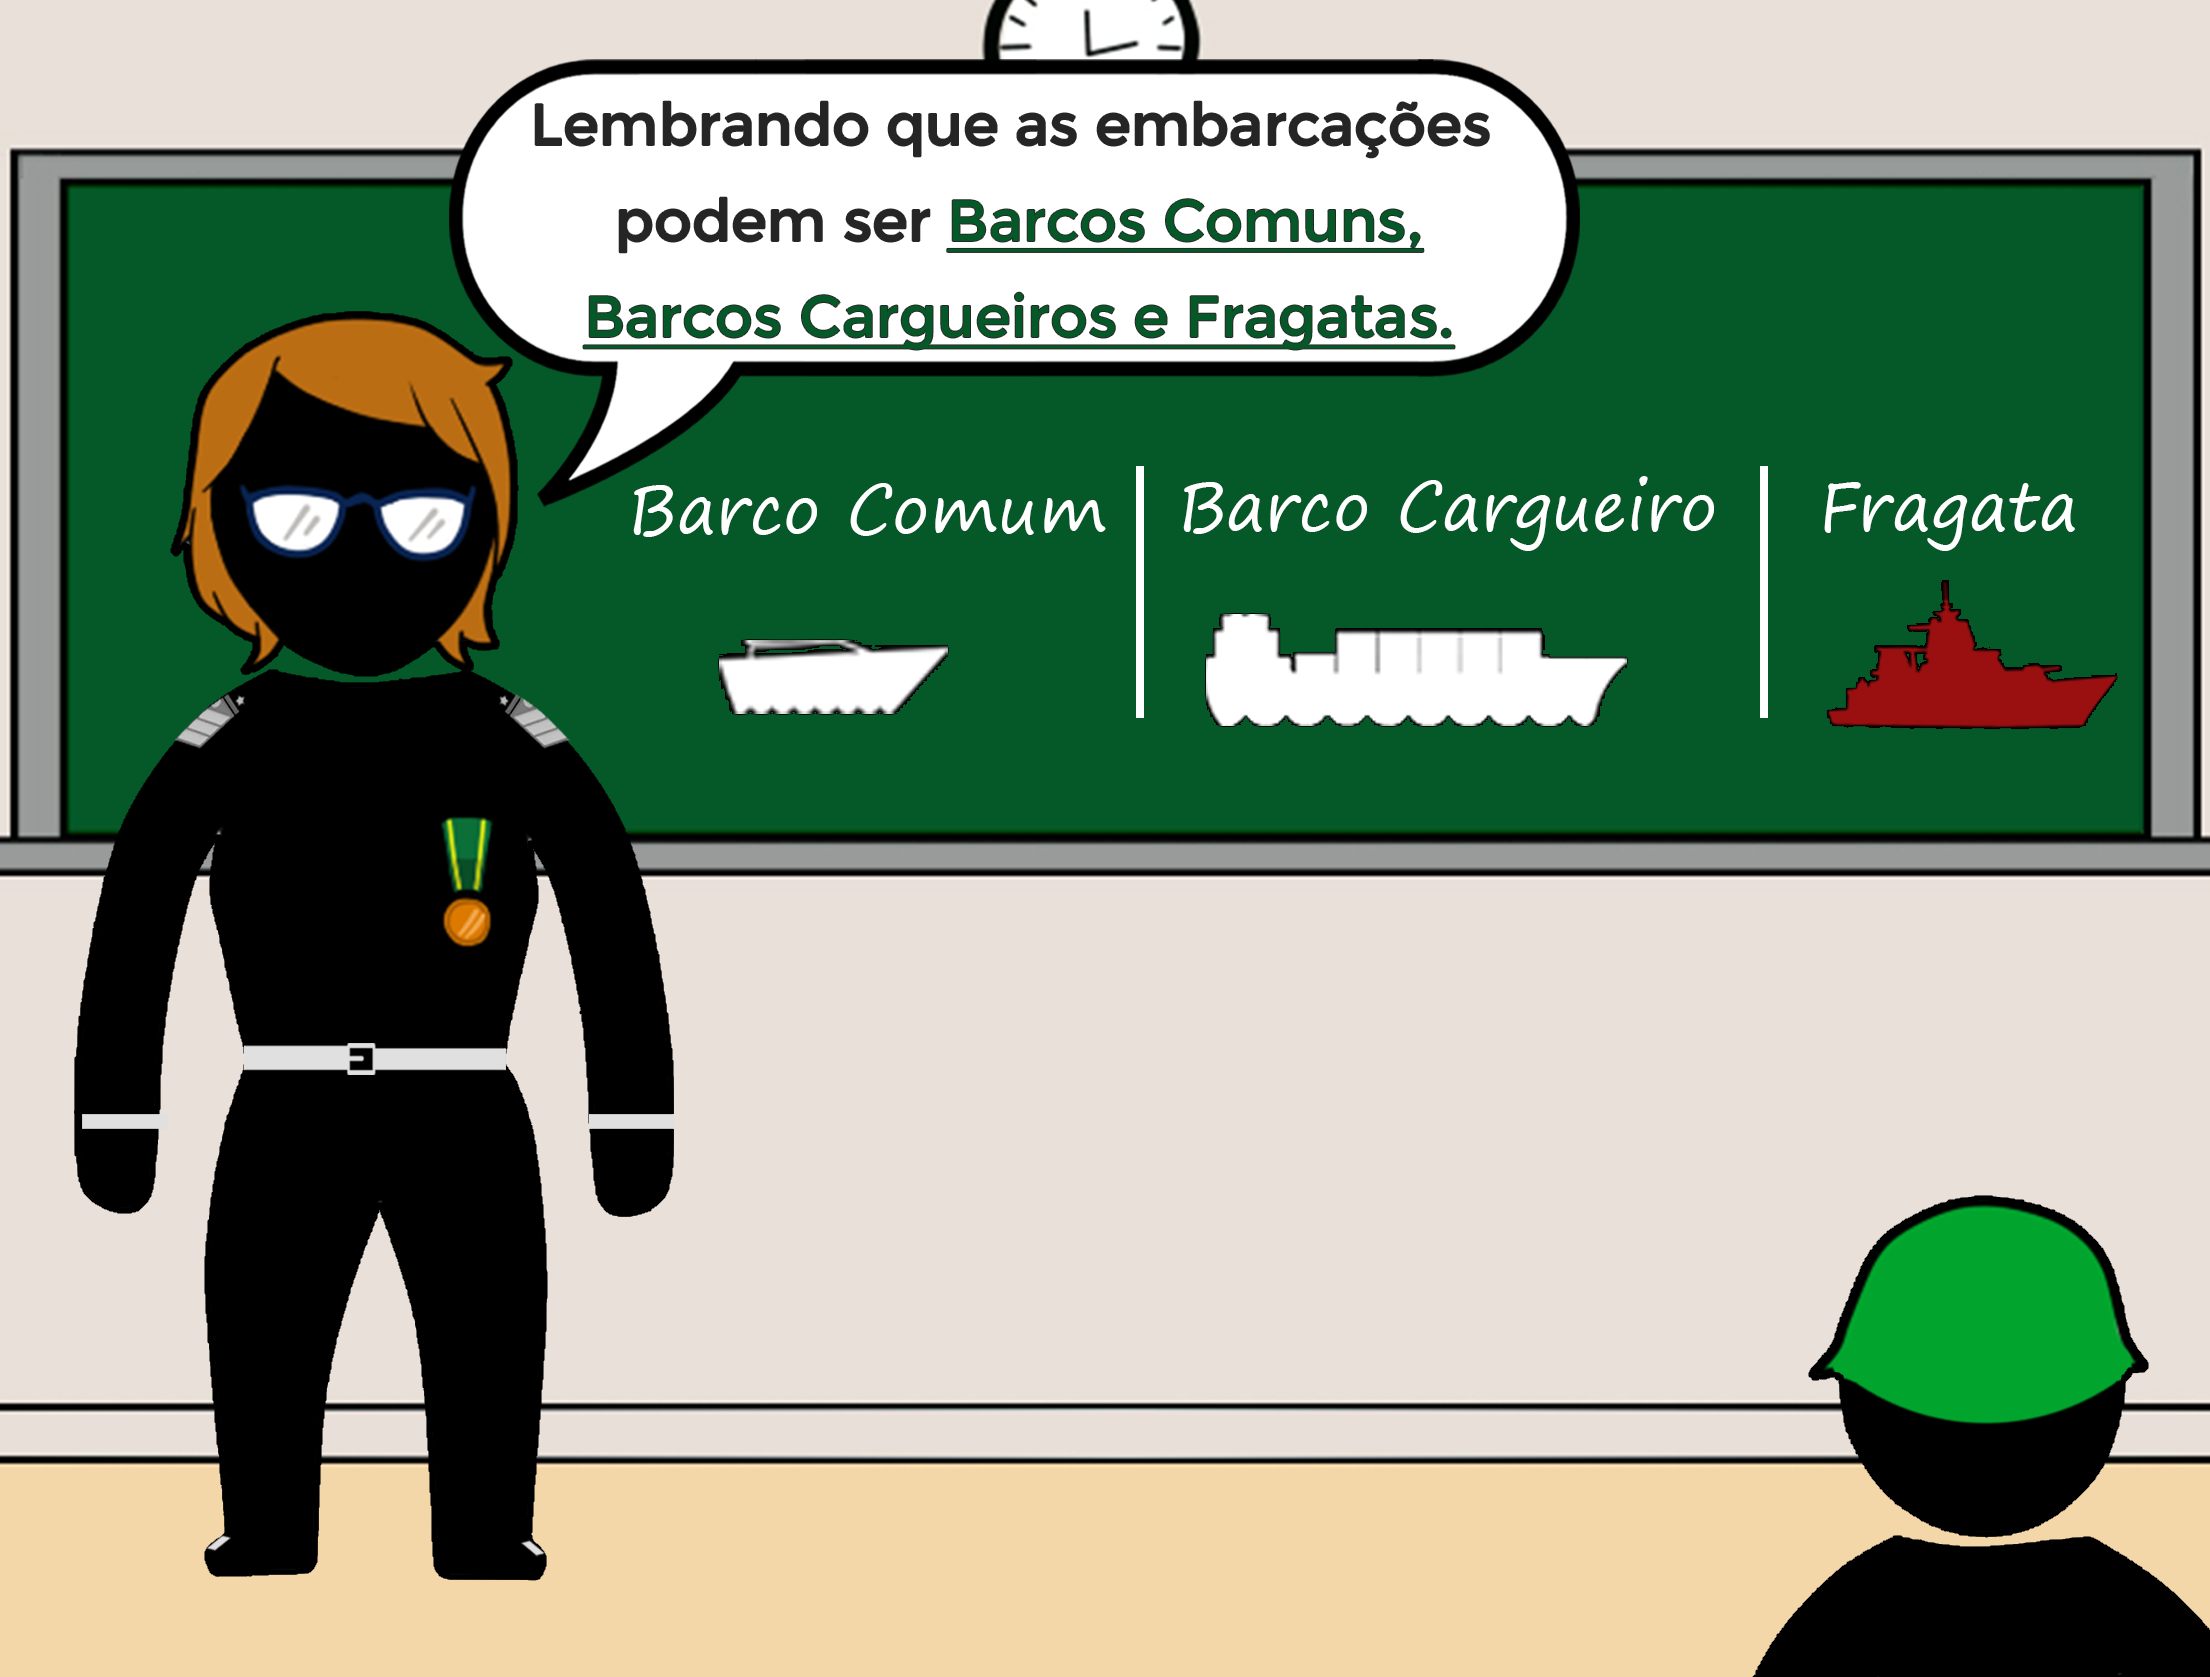 Lembrando que as embarcações
podem ser Barcos Comuns,
Barcos Cargueiros e Fragatas.
Barco Comum
Barco Cargueiro
Fragata